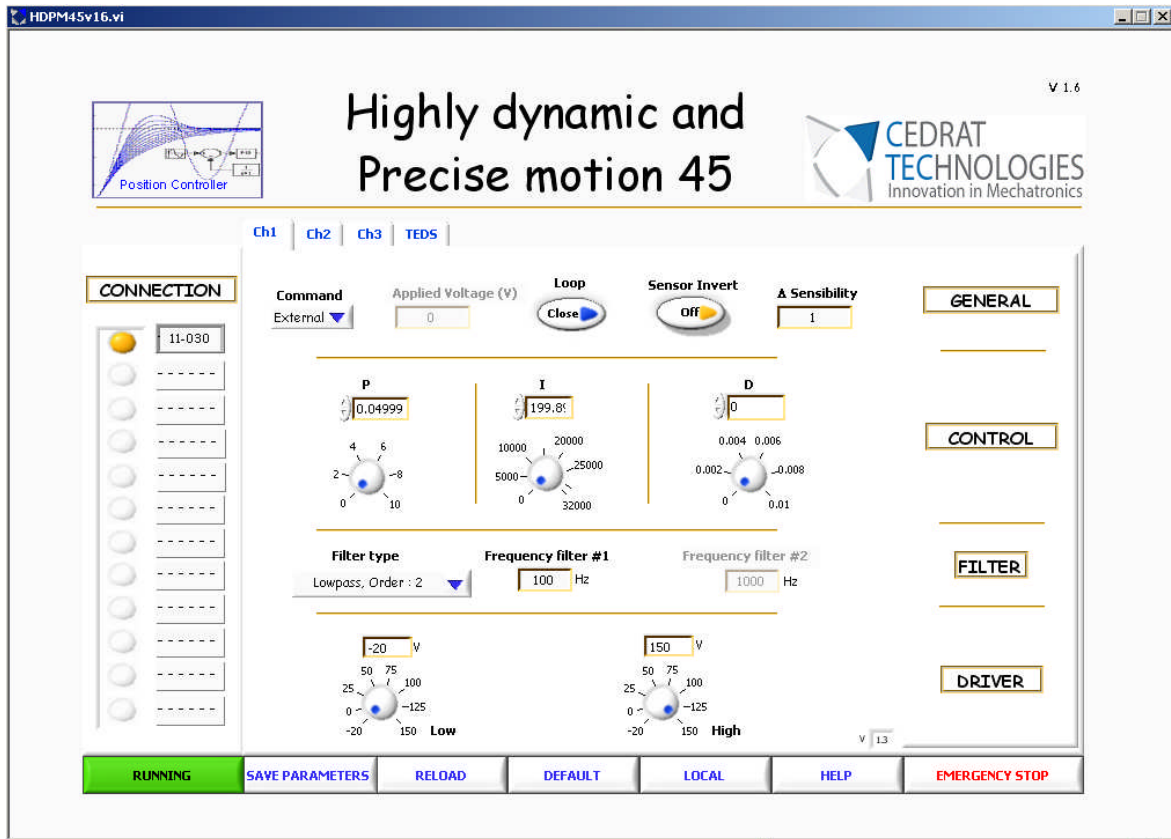 HDPM45v16.vi
V 1.6
Highly dynamic and
Precise motion 45
Position Controller
CEDRAT
TECHNOLOGIES
Innovation in Mechatronics
Ch1 Ch2 Ch3 TEDS
CONNECTION
11-030
- - - - - -
- - - - - -
- - - - - -
- - - - - -
- - - - - -
- - - - - -
- - - - - -
- - - - - -
- - - - - -
- - - - - -
- - - - - -
Command
External
Applied Voltage (V)
0
Loop
Close
Sensor Invert
Off
Δ Sensibility
1
GENERAL
P
0.04999
0 2 4 6 8 10
I
199.89
0 5000 10000 20000 25000 32000
D
0
0 0.002 0.004 0.006 0.008 0.01
CONTROL
Filter type
Lowpass, Order : 2
Frequency filter #1
100 Hz
Frequency filter #2
1000 Hz
FILTER
-20 V
-20 0 25 50 75 100 125 150 Low
150 V
-20 0 25 50 75 100 125 150 High
DRIVER
V 1.3
RUNNING SAVE PARAMETERS RELOAD DEFAULT LOCAL HELP EMERGENCY STOP